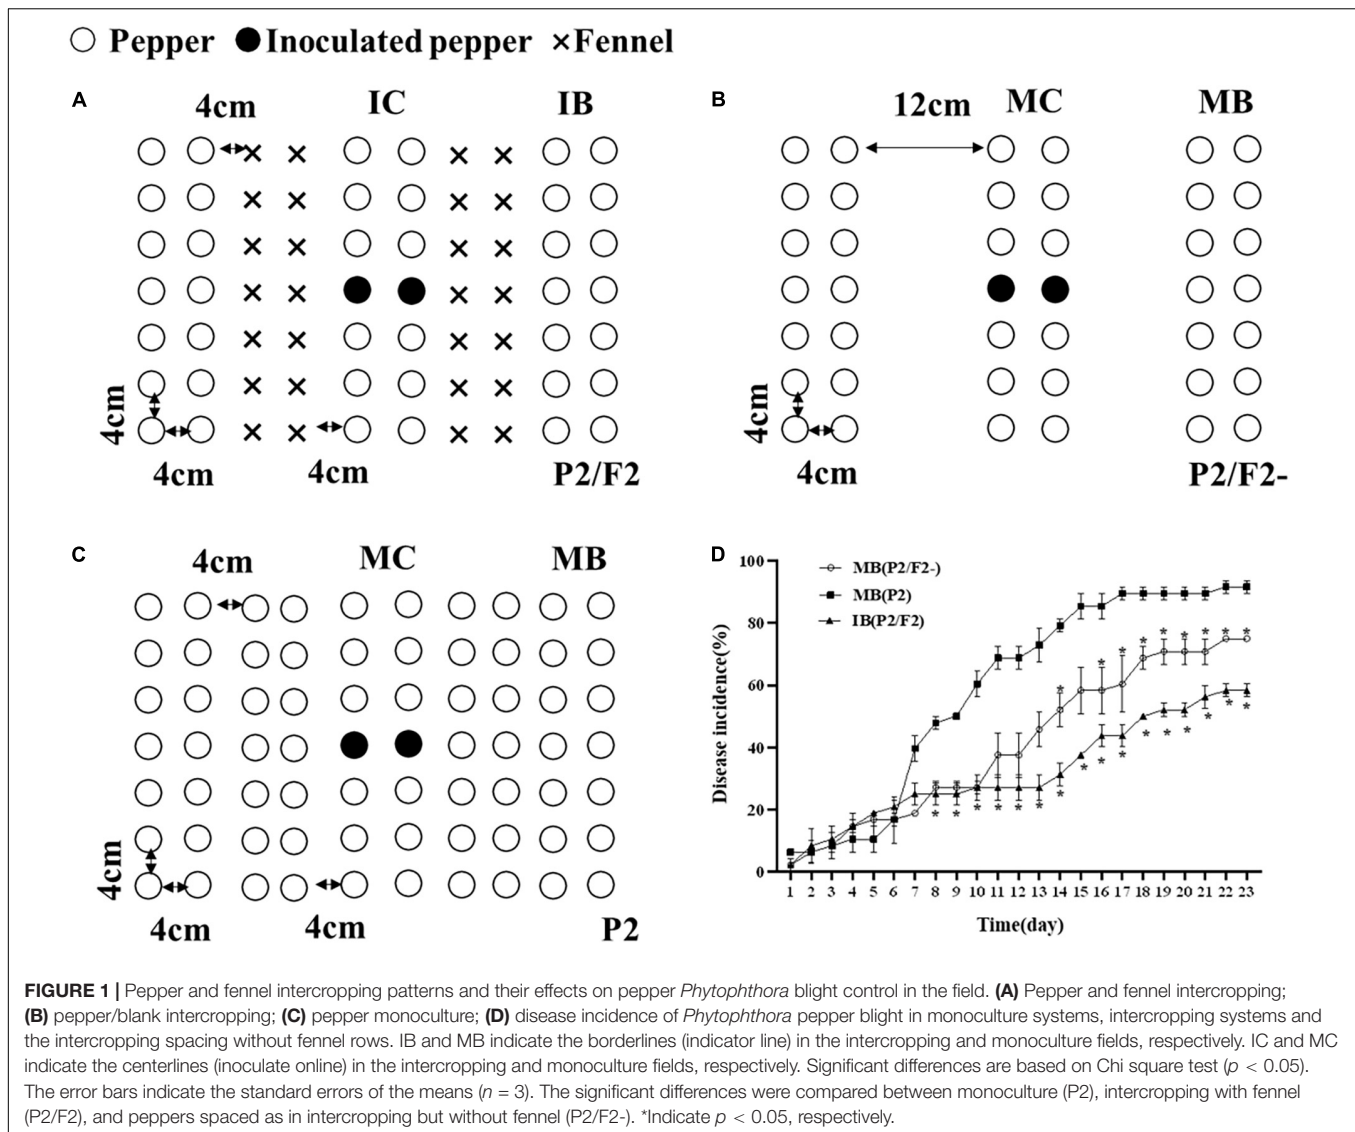 Pepper Inoculated pepper ×Fennel
A 4cm IC IB
4cm
4cm 4cm P2/F2
B 12cm MC MB
4cm
4cm P2/F2-
C 4cm MC MB
4cm
4cm 4cm P2
D
MB(P2/F2-)
MB(P2)
IB(P2/F2)
Disease incidence(%)
100
80
60
40
20
0
1 2 3 4 5 6 7 8 9 10 11 12 13 14 15 16 17 18 19 20 21 22 23
Time(day)
FIGURE 1 | Pepper and fennel intercropping patterns and their effects on pepper Phytophthora blight control in the field. (A) Pepper and fennel intercropping;
(B) pepper/blank intercropping; (C) pepper monoculture; (D) disease incidence of Phytophthora pepper blight in monoculture systems, intercropping systems and
the intercropping spacing without fennel rows. IB and MB indicate the borderlines (indicator line) in the intercropping and monoculture fields, respectively. IC and MC
indicate the centerlines (inoculate online) in the intercropping and monoculture fields, respectively. Significant differences are based on Chi square test (p < 0.05).
The error bars indicate the standard errors of the means (n = 3). The significant differences were compared between monoculture (P2), intercropping with fennel
(P2/F2), and peppers spaced as in intercropping but without fennel (P2/F2-). *Indicate p < 0.05, respectively.